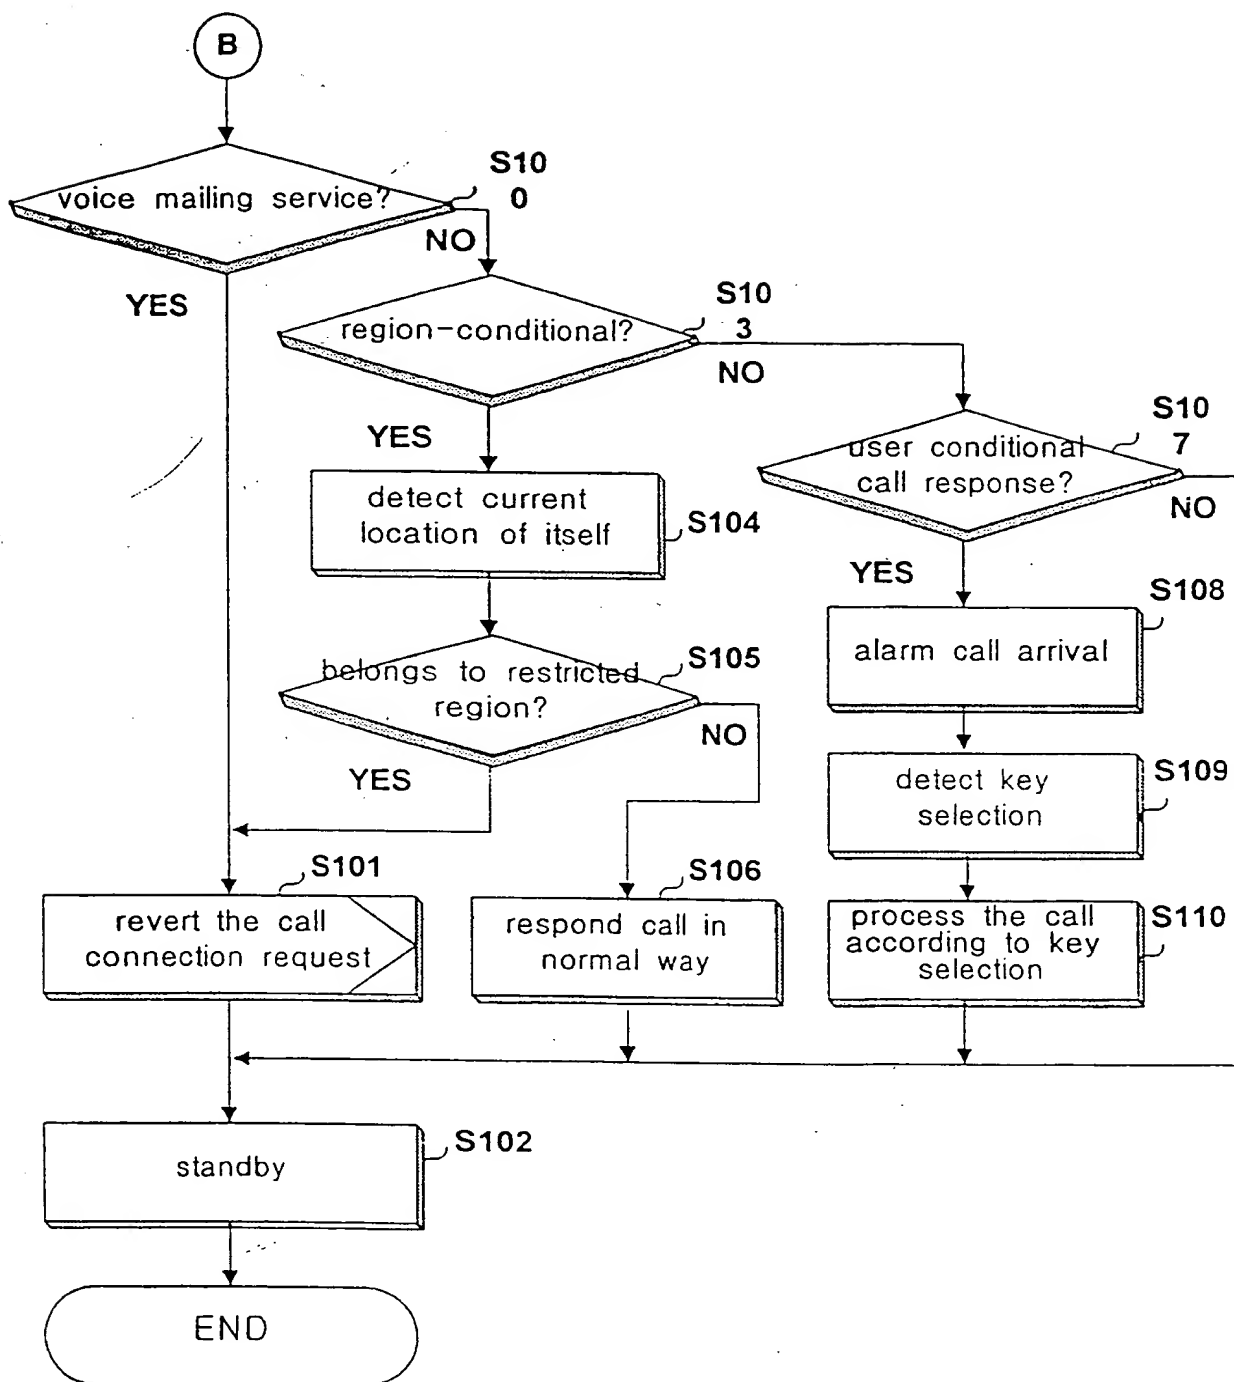 B
voice mailing service?
S10
0
NO
YES
region-conditional?
S10
3
NO
YES
user conditional
call response?
S10
7
NO
YES
detect current
location of itself
S104
alarm call arrival
S108
belongs to restricted
region?
S105
NO
YES
detect key
selection
S109
revert the call
connection request
S101
respond call in
normal way
S106
process the call
according to key
selection
S110
standby
S102
END